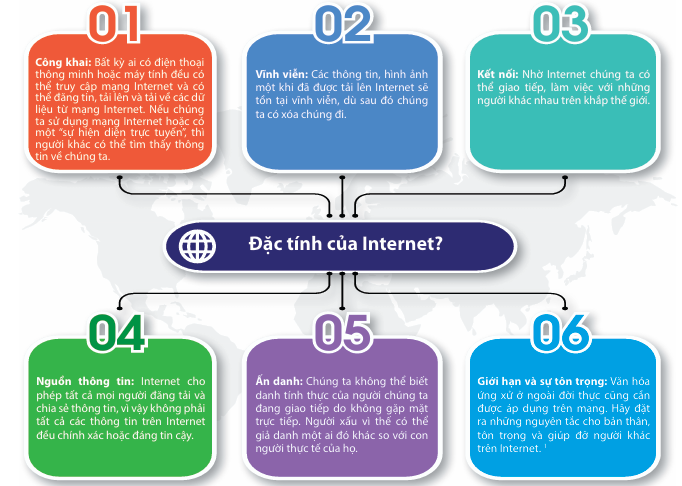 01
Công khai: Bất kỳ ai có điện thoại
thông minh hoặc máy tính đều có
thể truy cập mạng Internet và có
thể đăng tin, tải lên và tải về các dữ
liệu từ mạng Internet. Nếu chúng
ta sử dụng mạng Internet hoặc có
một “sự hiện diện trực tuyến”, thì
người khác có thể tìm thấy thông
tin về chúng ta.
02
Vĩnh viễn: Các thông tin, hình ảnh
một khi đã được tải lên Internet sẽ
tồn tại vĩnh viễn, dù sau đó chúng
ta có xóa chúng đi.
03
Kết nối: Nhờ Internet chúng ta có
thể giao tiếp, làm việc với những
người khác nhau trên khắp thế giới.
Đặc tính của Internet?
04
Nguồn thông tin: Internet cho
phép tất cả mọi người đăng tải và
chia sẻ thông tin, vì vậy không phải
tất cả các thông tin trên Internet
đều chính xác hoặc đáng tin cậy.
05
Ẩn danh: Chúng ta không thể biết
danh tính thực của người chúng ta
đang giao tiếp do không gặp mặt
trực tiếp. Người xấu vì thế có thể
giả danh một ai đó khác so với con
người thực tế của họ.
06
Giới hạn và sự tôn trọng: Văn hóa
ứng xử ở ngoài đời thực cũng cần
được áp dụng trên mạng. Hãy đặt
ra những nguyên tắc cho bản thân,
tôn trọng và giúp đỡ người khác
trên Internet.